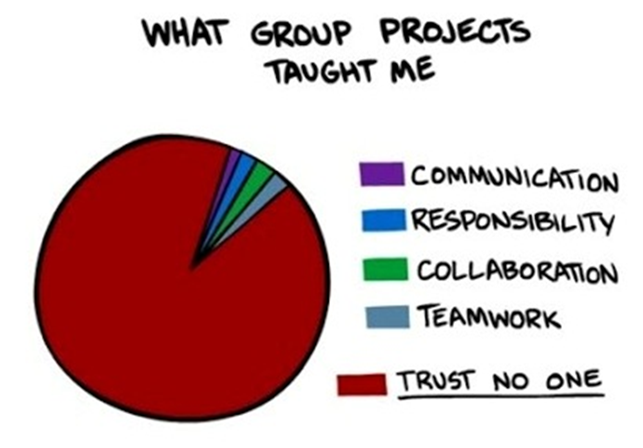 WHAT GROUP PROJECTS
TAUGHT ME
COMMUNICATION
RESPONSIBILITY
COLLABORATION
TEAMWORK
TRUST NO ONE